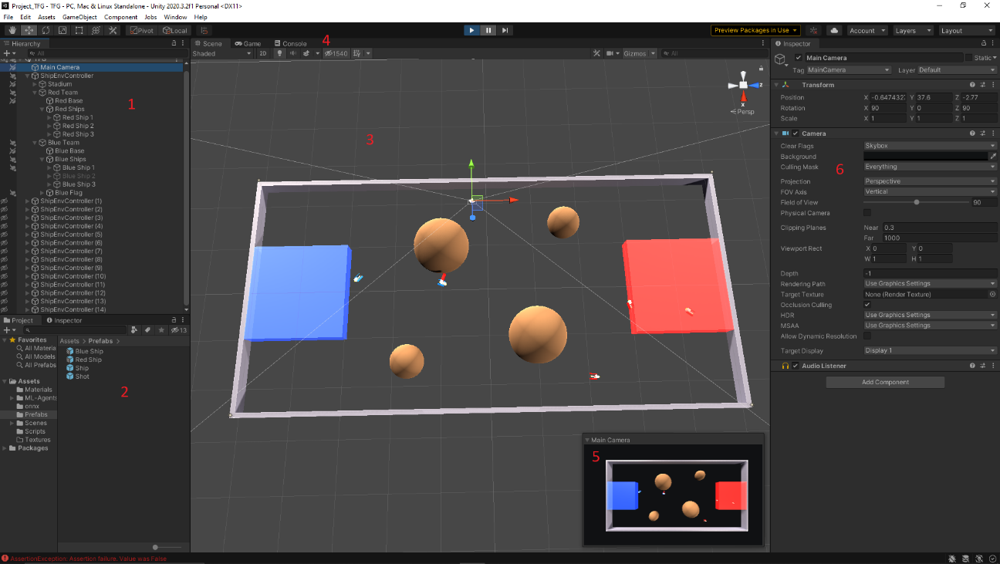 Project_TFG - TFG - PC, Mac & Linux Standalone - Unity 2020.3.2f1 Personal <DX11>
File Edit Assets GameObject Component Jobs Window Help
Pivot Local Preview Packages in Use Account Layers Layout
Hierarchy
All
TFG
Main Camera
ShipEnvController
Stadium
Red Team
Red Base
Red Ships
Red Ship 1
Red Ship 2
Red Ship 3
Blue Team
Blue Base
Blue Ships
Blue Ship 1
Blue Ship 2
Blue Ship 3
Blue Flag
ShipEnvController (1)
ShipEnvController (2)
ShipEnvController (3)
ShipEnvController (4)
ShipEnvController (5)
ShipEnvController (6)
ShipEnvController (7)
ShipEnvController (8)
ShipEnvController (9)
ShipEnvController (10)
ShipEnvController (11)
ShipEnvController (12)
ShipEnvController (13)
ShipEnvController (14)
1
Project Inspector
13
Favorites
All Materia
All Models
All Prefabs
Assets
Materials
ML-Agents
onnx
Prefabs
Scenes
Scripts
Textures
Packages
Assets > Prefabs >
Blue Ship
Red Ship
Ship
Shot
2
Scene Game Console
4
Shaded 2D 1540 Gizmos All
3
z
x
Persp
Main Camera
5
Inspector
Main Camera Static
Tag MainCamera Layer Default
Transform
Position X -0.6474327 Y 37.6 Z -2.77
Rotation X 90 Y 0 Z 90
Scale X 1 Y 1 Z 1
Camera
Clear Flags Skybox
Background
Culling Mask Everything
6
Projection Perspective
FOV Axis Vertical
Field of View 90
Physical Camera
Clipping Planes Near 0.3
Far 1000
Viewport Rect X 0 Y 0
W 1 H 1
Depth -1
Rendering Path Use Graphics Settings
Target Texture None (Render Texture)
Occlusion Culling
HDR Use Graphics Settings
MSAA Use Graphics Settings
Allow Dynamic Resolution
Target Display Display 1
Audio Listener
Add Component
AssertionException: Assertion failure. Value was False